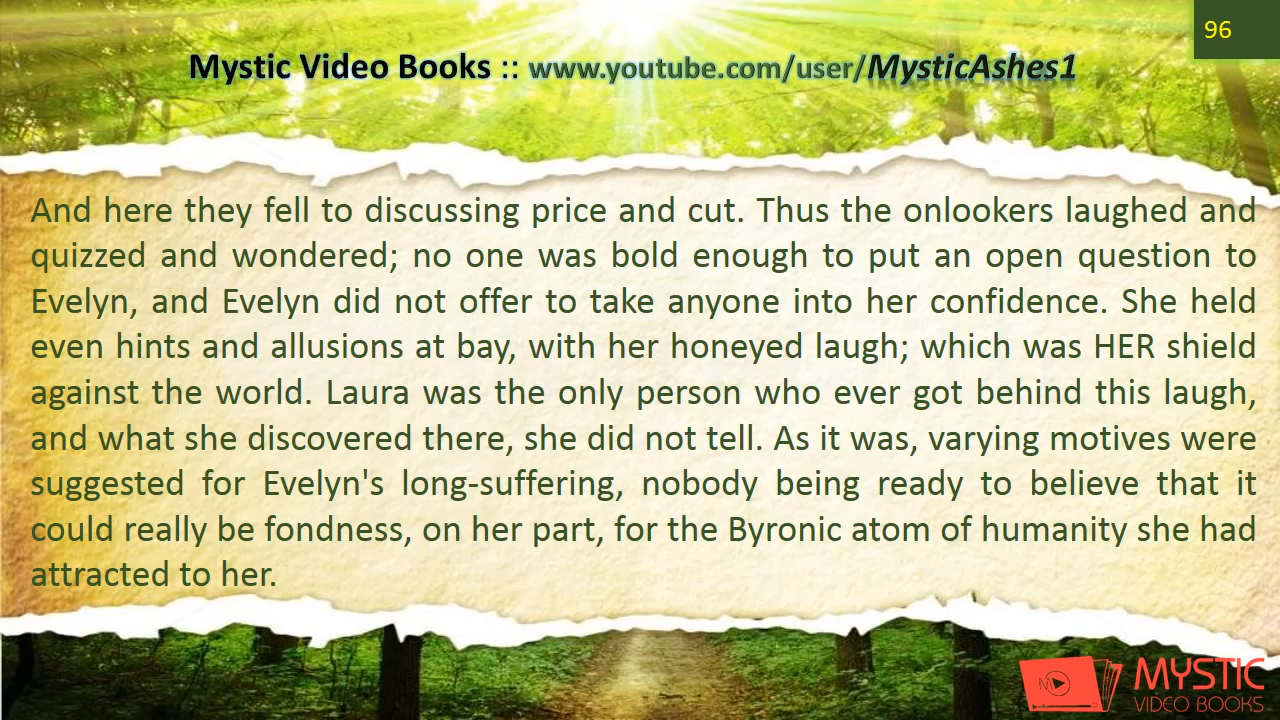 96
Mystic Video Books :: www.youtube.com/user/MysticAshes1
And here they fell to discussing price and cut. Thus the onlookers laughed and
quizzed and wondered; no one was bold enough to put an open question to
Evelyn, and Evelyn did not offer to take anyone into her confidence. She held
even hints and allusions at bay, with her honeyed laugh; which was HER shield
against the world. Laura was the only person who ever got behind this laugh,
and what she discovered there, she did not tell. As it was, varying motives were
suggested for Evelyn's long-suffering, nobody being ready to believe that it
could really be fondness, on her part, for the Byronic atom of humanity she had
attracted to her.
MYSTIC
VIDEO BOOKS